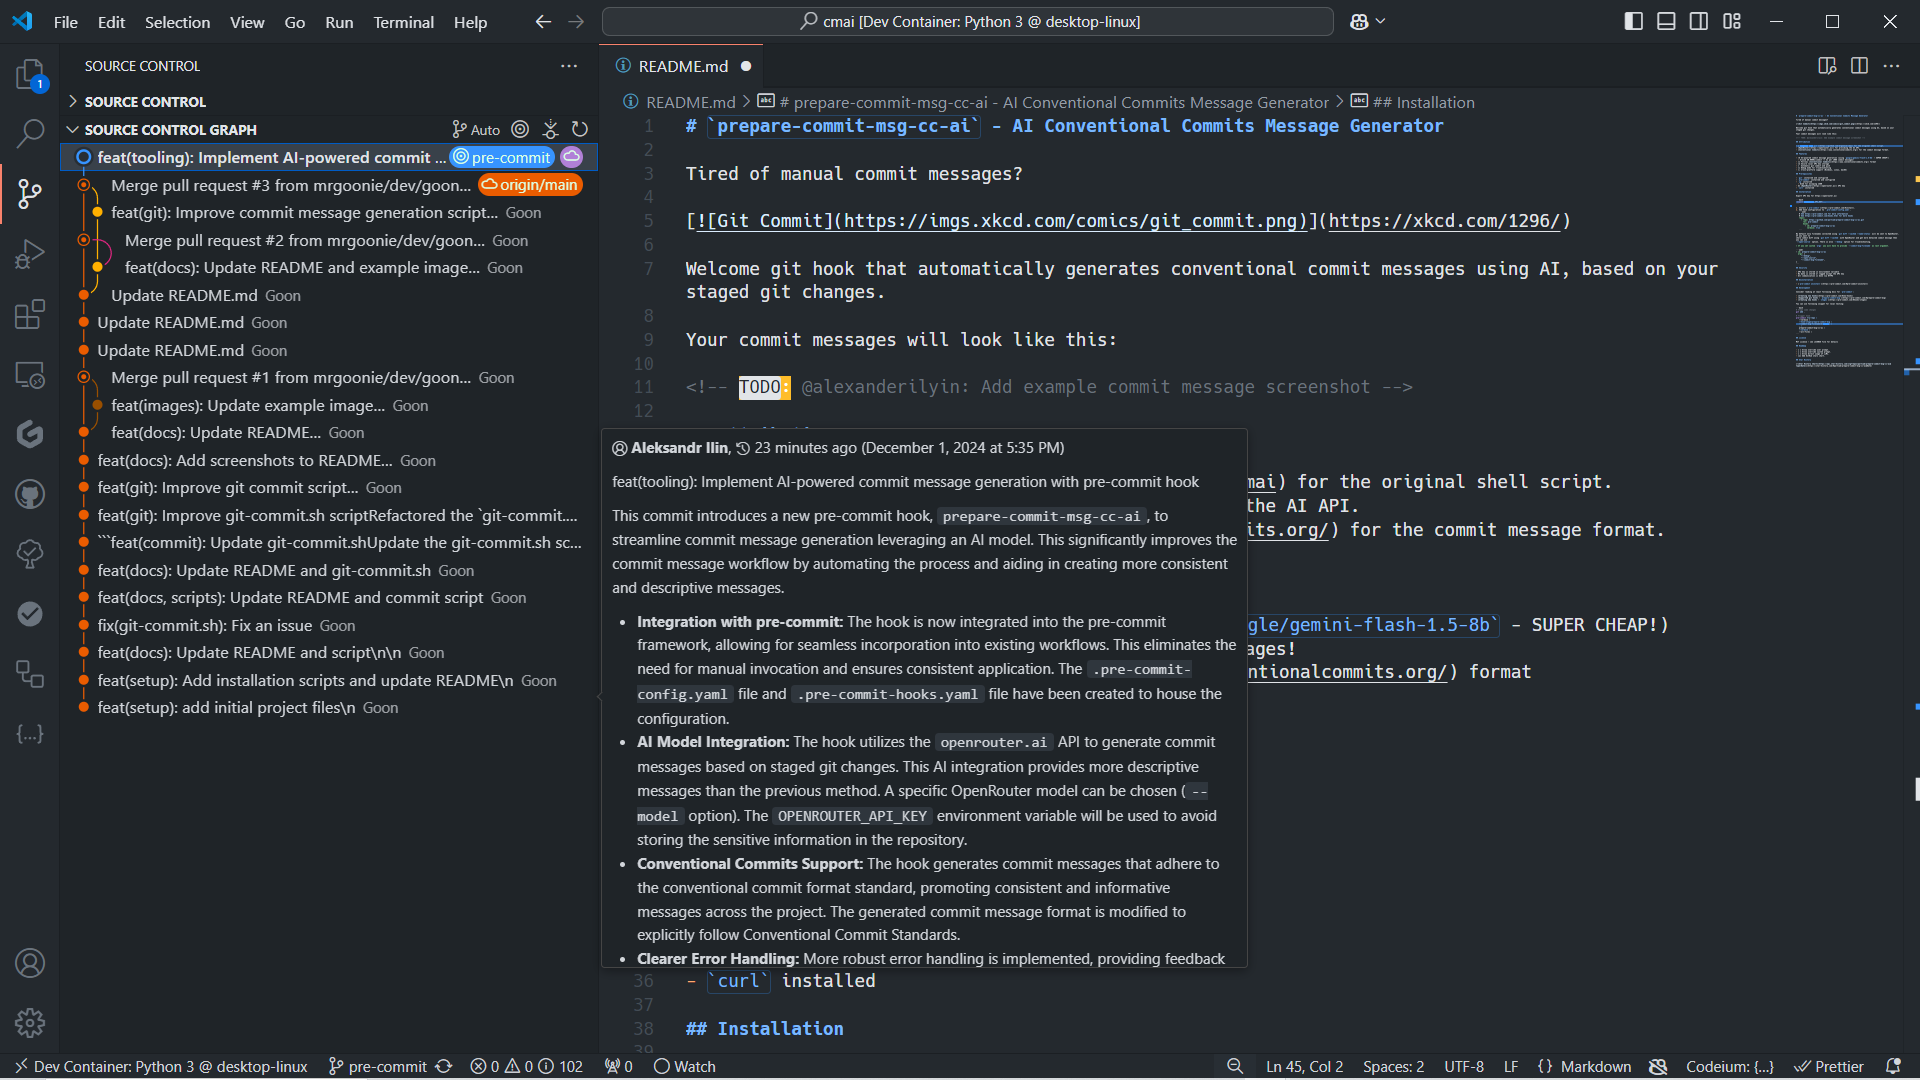 File Edit Selection View Go Run Terminal Help
cmai [Dev Container: Python 3 @ desktop-linux]
1
SOURCE CONTROL
SOURCE CONTROL
SOURCE CONTROL GRAPH
Auto
feat(tooling): Implement AI-powered commit ... pre-commit
Merge pull request #3 from mrgoonie/dev/goon... origin/main
feat(git): Improve commit message generation script... Goon
Merge pull request #2 from mrgoonie/dev/goon... Goon
feat(docs): Update README and example image... Goon
Update README.md Goon
Update README.md Goon
Update README.md Goon
Merge pull request #1 from mrgoonie/dev/goon... Goon
feat(images): Update example image... Goon
feat(docs): Update README... Goon
feat(docs): Add screenshots to README... Goon
feat(git): Improve git commit script... Goon
feat(git): Improve git-commit.sh scriptRefactored the `git-commit....
```feat(commit): Update git-commit.shUpdate the git-commit.sh sc...
feat(docs): Update README and git-commit.sh Goon
feat(docs, scripts): Update README and commit script Goon
fix(git-commit.sh): Fix an issue Goon
feat(docs): Update README and script\n\n Goon
feat(setup): Add installation scripts and update README\n Goon
feat(setup): add initial project files\n Goon
README.md
README.md > # prepare-commit-msg-cc-ai - AI Conventional Commits Message Generator > ## Installation
1 # `prepare-commit-msg-cc-ai` - AI Conventional Commits Message Generator
2
3 Tired of manual commit messages?
4
5 [![Git Commit](https://imgs.xkcd.com/comics/git_commit.png)](https://xkcd.com/1296/)
6
7 Welcome git hook that automatically generates conventional commit messages using AI, based on your
staged git changes.
8
9 Your commit messages will look like this:
10
11 <!-- TODO: @alexanderilyin: Add example commit message screenshot -->
12
Aleksandr Ilin, 23 minutes ago (December 1, 2024 at 5:35 PM)
feat(tooling): Implement AI-powered commit message generation with pre-commit hook
This commit introduces a new pre-commit hook, prepare-commit-msg-cc-ai, to
streamline commit message generation leveraging an AI model. This significantly improves the
commit message workflow by automating the process and aiding in creating more consistent
and descriptive messages.
• Integration with pre-commit: The hook is now integrated into the pre-commit
framework, allowing for seamless incorporation into existing workflows. This eliminates the
need for manual invocation and ensures consistent application. The .pre-commit-
config.yaml file and .pre-commit-hooks.yaml file have been created to house the
configuration.
• AI Model Integration: The hook utilizes the openrouter.ai API to generate commit
messages based on staged git changes. This AI integration provides more descriptive
messages than the previous method. A specific OpenRouter model can be chosen ( --
model option). The OPENROUTER_API_KEY environment variable will be used to avoid
storing the sensitive information in the repository.
• Conventional Commits Support: The hook generates commit messages that adhere to
the conventional commit format standard, promoting consistent and informative
messages across the project. The generated commit message format is modified to
explicitly follow Conventional Commit Standards.
• Clearer Error Handling: More robust error handling is implemented, providing feedback
mai) for the original shell script.
the AI API.
its.org/) for the commit message format.
gle/gemini-flash-1.5-8b` - SUPER CHEAP!)
ages!
ntionalcommits.org/) format
36 - `curl` installed
37
38 ## Installation
39
Dev Container: Python 3 @ desktop-linux pre-commit 0 0 102 0 Watch Ln 45, Col 2 Spaces: 2 UTF-8 LF {} Markdown Codeium: {...} Prettier